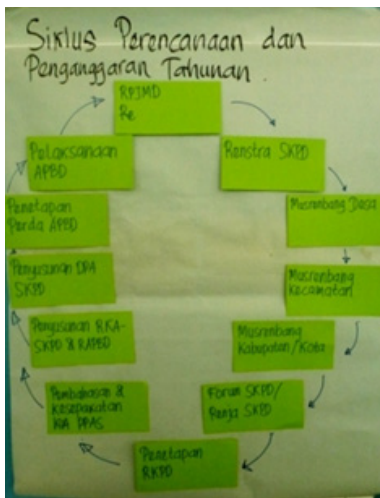 Siklus Perencanaan dan
Penganggaran Tahunan.
RPJMD
Re
Renstra SKPD
Musrenbang Desa
Musrenbang
Kecamatan
Musrenbang
Kabupaten/Kota
Forum SKPD/
Renja SKPD
Penetapan
RKPD
Pembahasan &
Kesepakatan
KUA PPAS
Penyusunan RKA-
SKPD & RAPBD
Penyusunan DPA
SKPD
Penetapan
Perda APBD
Pelaksanaan
APBD